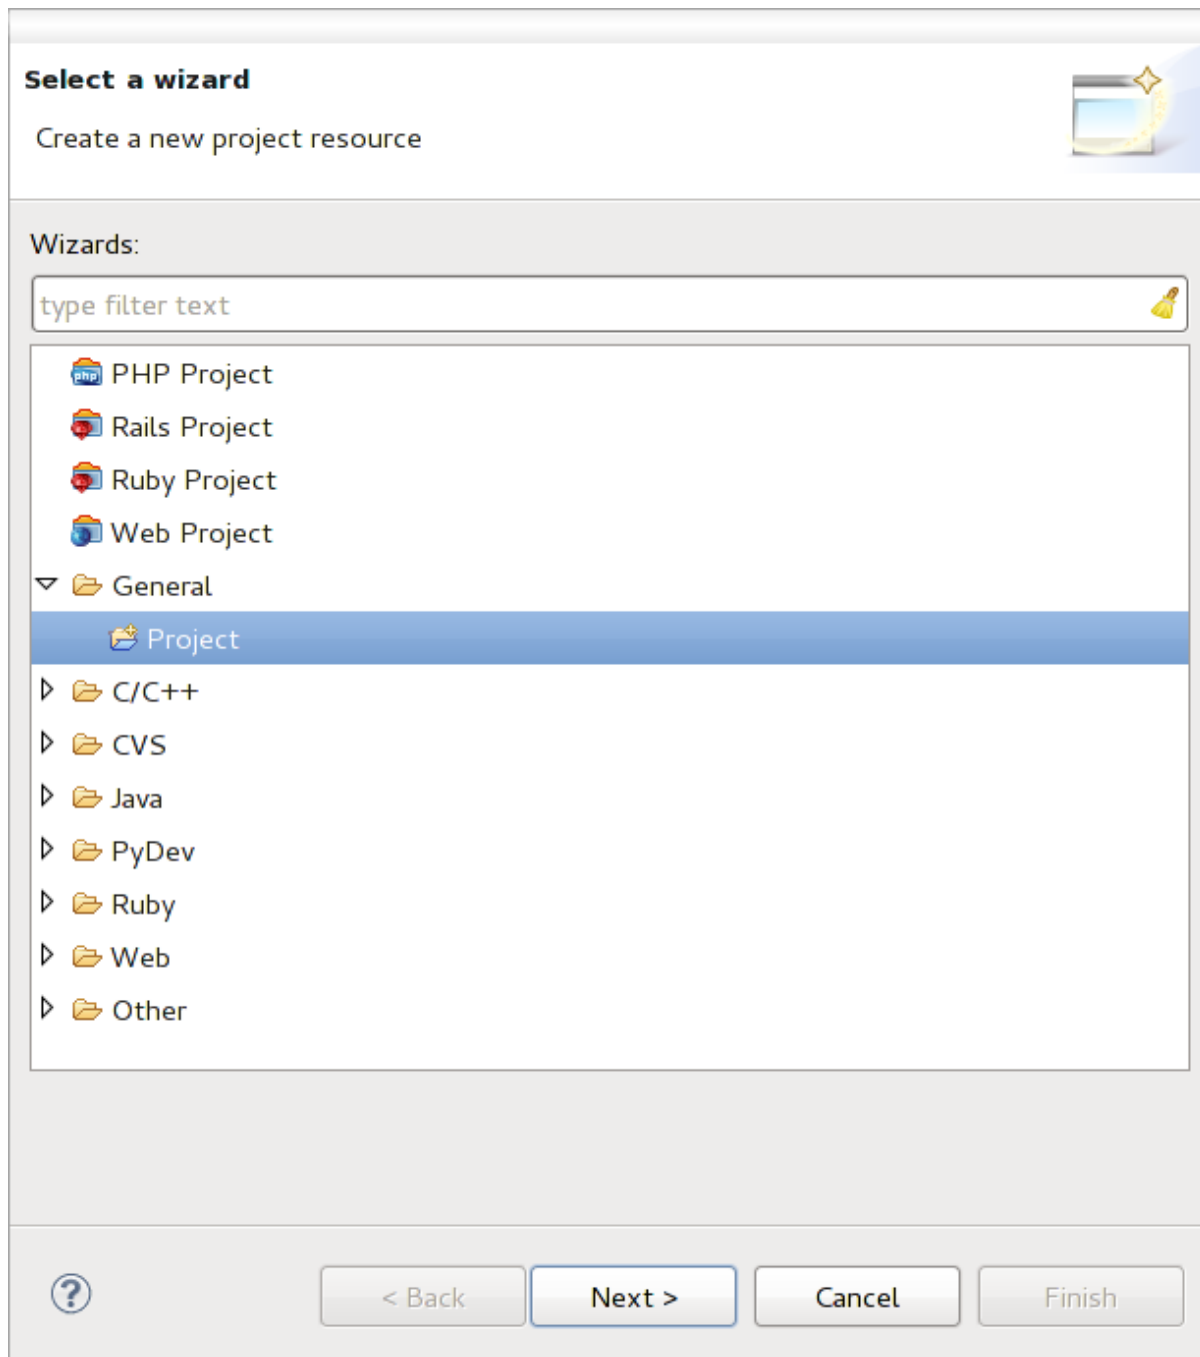 Select a wizard
Create a new project resource
Wizards:
type filter text
php PHP Project
Rails Project
Ruby Project
Web Project
General
Project
C/C++
CVS
Java
PyDev
Ruby
Web
Other
? < Back Next > Cancel Finish